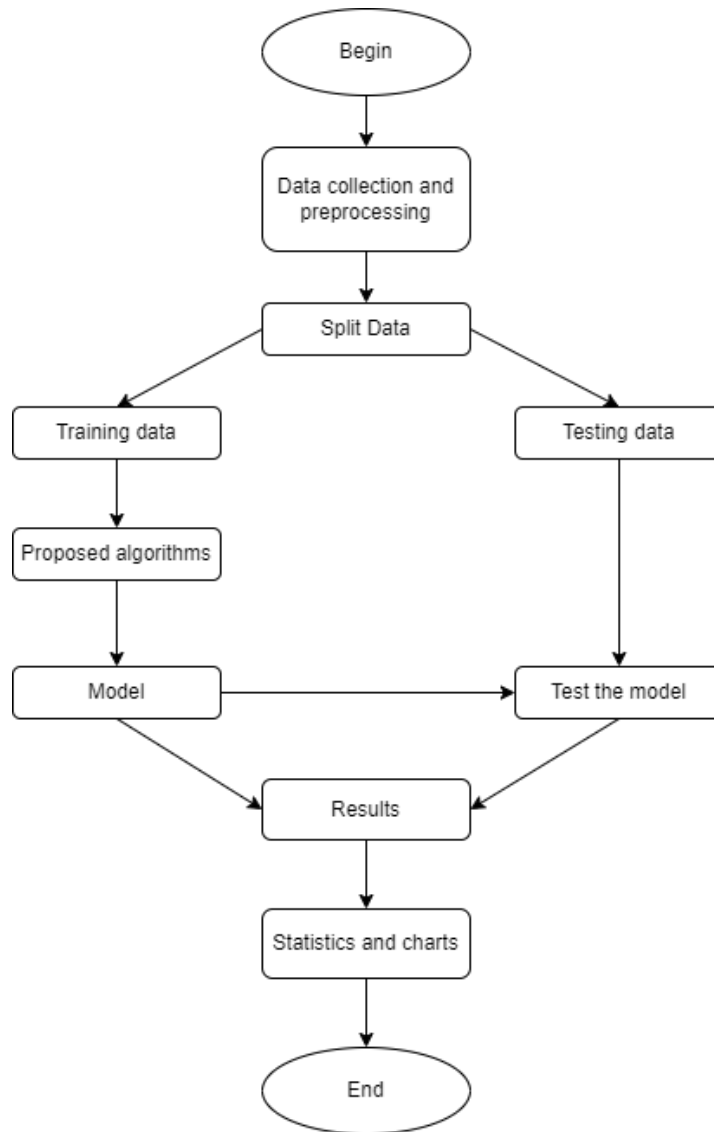 Begin
Data collection and
preprocessing
Split Data
Training data
Testing data
Proposed algorithms
Model
Test the model
Results
Statistics and charts
End